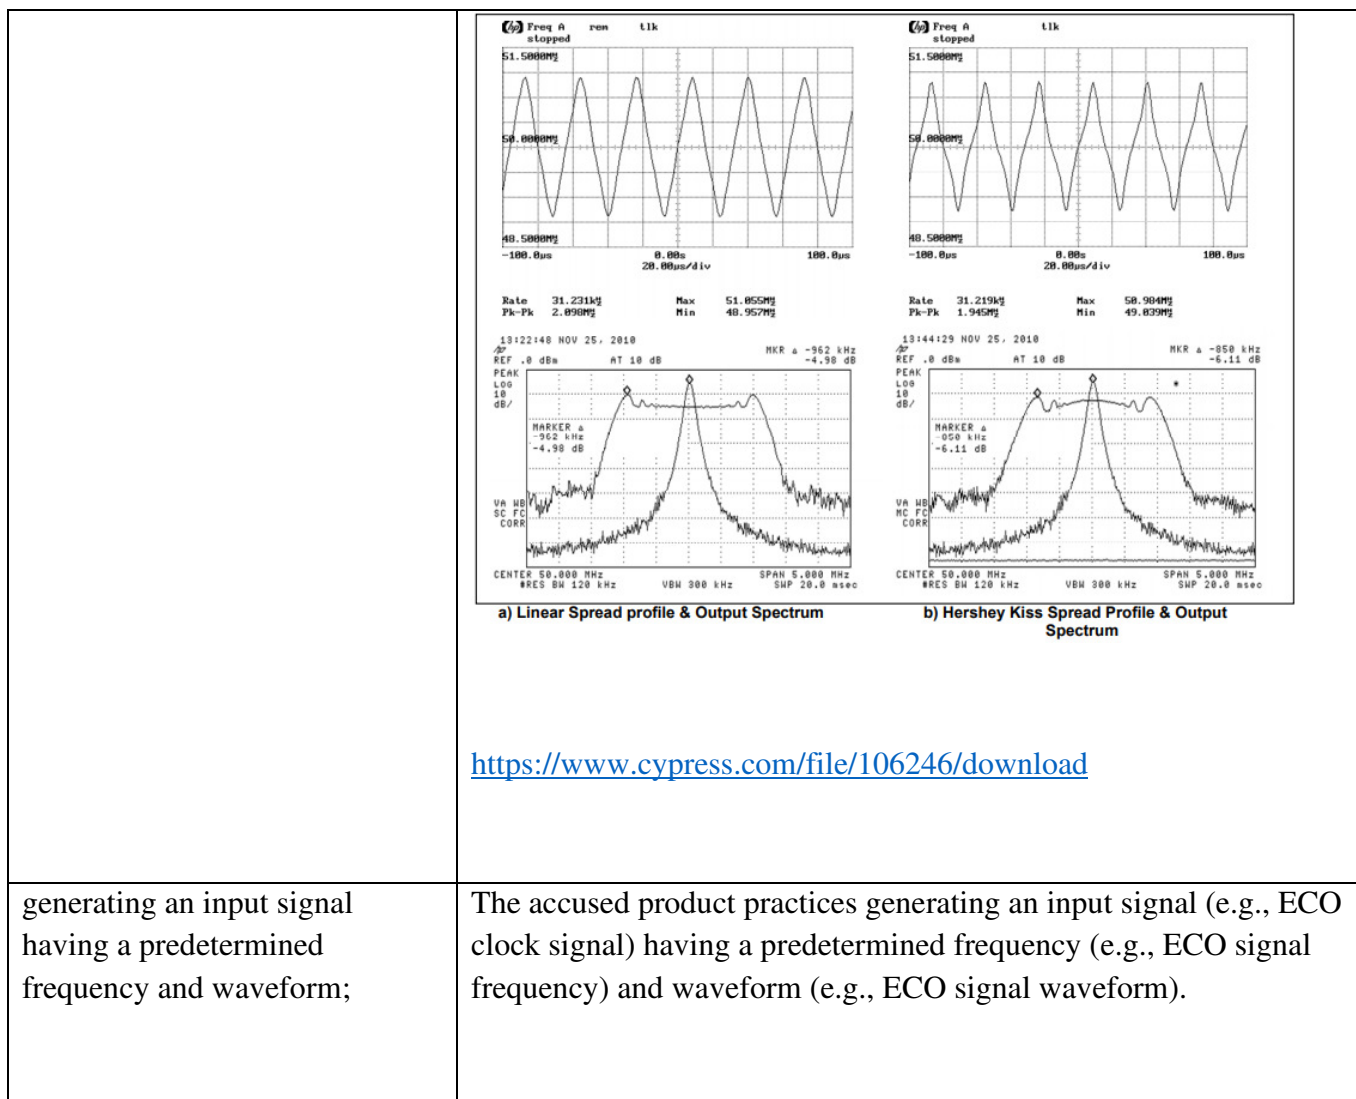 hp Freq A rem tlk
stopped
51.5000MHz
50.0000MHz
48.5000MHz
-100.0µs 0.00s 100.0µs
20.00µs/div
Rate 31.231kHz Max 51.055MHz
Pk-Pk 2.098MHz Min 48.957MHz
hp Freq A tlk
stopped
51.5000MHz
50.0000MHz
48.5000MHz
-100.0µs 0.00s 100.0µs
20.00µs/div
Rate 31.219kHz Max 50.984MHz
Pk-Pk 1.945MHz Min 49.039MHz
13:22:48 NOV 25, 2010
hp MKR Δ -962 kHz
REF .0 dBm AT 10 dB -4.98 dB
PEAK
LOG
10
dB/
MARKER Δ
-962 kHz
-4.98 dB
VA WB
SC FC
CORR
CENTER 50.000 MHz SPAN 5.000 MHz
#RES BW 120 kHz VBW 300 kHz SWP 20.0 msec
13:44:29 NOV 25, 2010
hp MKR Δ -850 kHz
REF .0 dBm AT 10 dB -6.11 dB
PEAK
LOG
10
dB/
MARKER Δ
-850 kHz
-6.11 dB
VA WB
MC FC
CORR
CENTER 50.000 MHz SPAN 5.000 MHz
#RES BW 120 kHz VBW 300 kHz SWP 20.0 msec
a) Linear Spread profile & Output Spectrum
b) Hershey Kiss Spread Profile & Output
Spectrum
https://www.cypress.com/file/106246/download
generating an input signal
having a predetermined
frequency and waveform;
The accused product practices generating an input signal (e.g., ECO
clock signal) having a predetermined frequency (e.g., ECO signal
frequency) and waveform (e.g., ECO signal waveform).